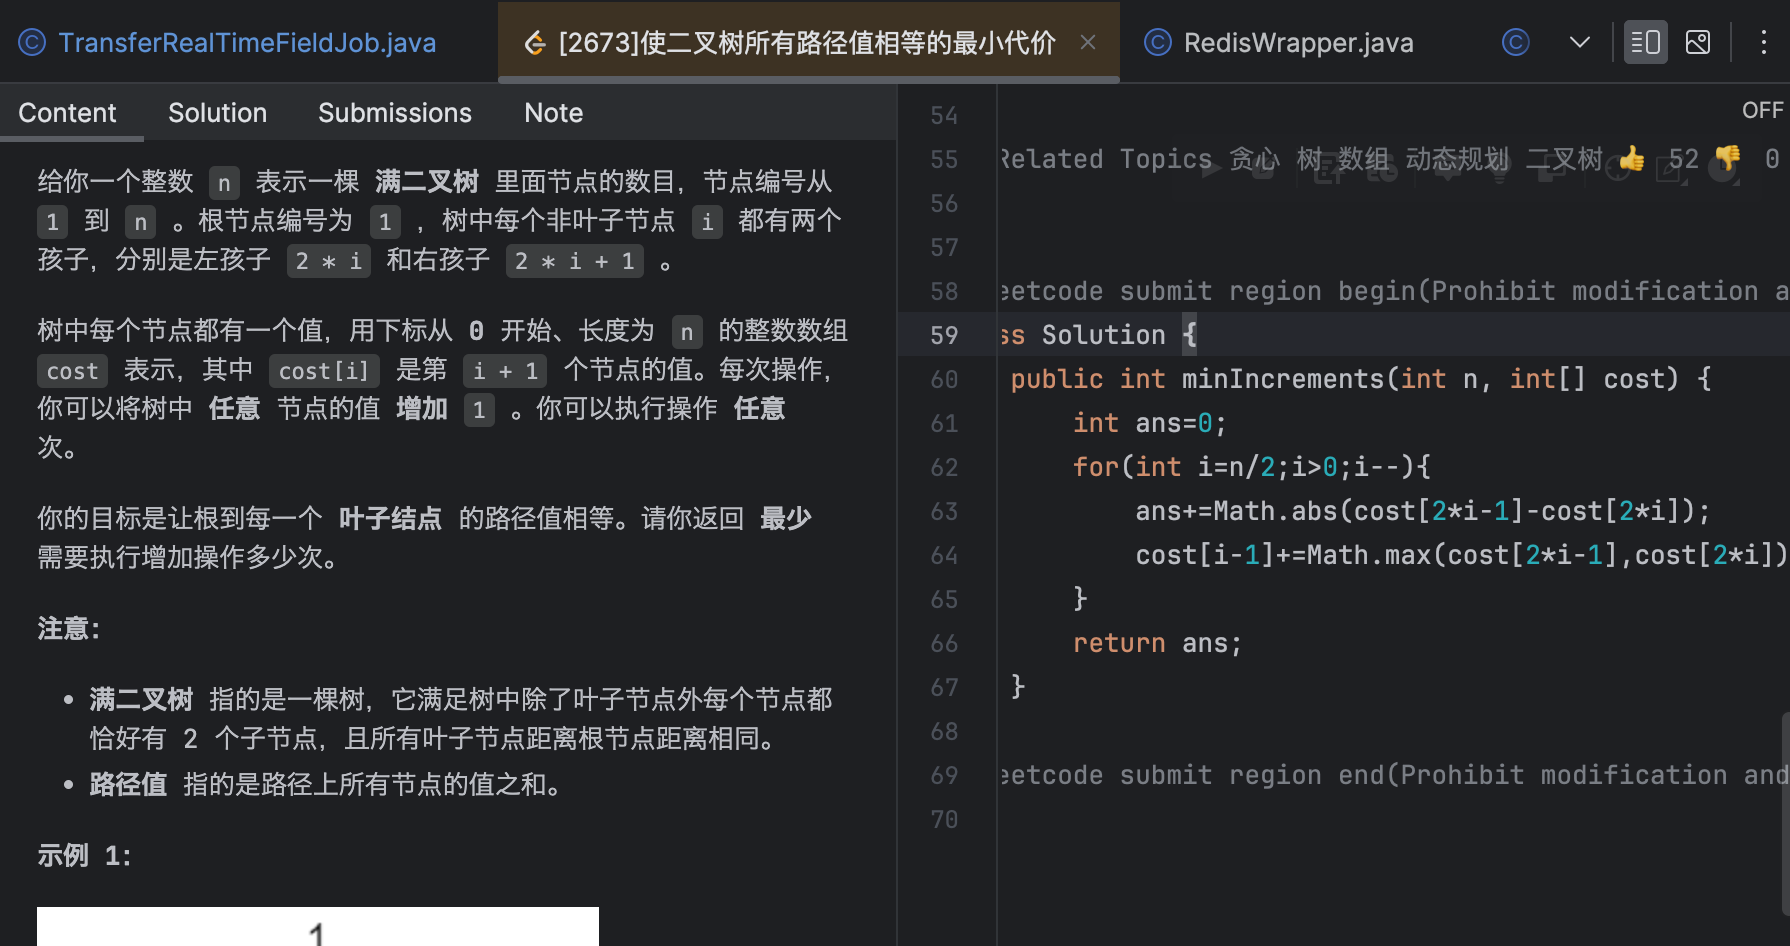 TransferRealTimeFieldJob.java
[2673]使二叉树所有路径值相等的最小代价
RedisWrapper.java
Content Solution Submissions Note
给你一个整数 n 表示一棵 满二叉树 里面节点的数目，节点编号从
1 到 n 。根节点编号为 1 ，树中每个非叶子节点 i 都有两个
孩子，分别是左孩子 2 * i 和右孩子 2 * i + 1 。
树中每个节点都有一个值，用下标从 0 开始、长度为 n 的整数数组
cost 表示，其中 cost[i] 是第 i + 1 个节点的值。每次操作，
你可以将树中 任意 节点的值 增加 1 。你可以执行操作 任意
次。
你的目标是让根到每一个 叶子结点 的路径值相等。请你返回 最少
需要执行增加操作多少次。
注意：
• 满二叉树 指的是一棵树，它满足树中除了叶子节点外每个节点都
恰好有 2 个子节点，且所有叶子节点距离根节点距离相同。
• 路径值 指的是路径上所有节点的值之和。
示例 1：
1
OFF
54
55 Related Topics 贪心 树 数组 动态规划 二叉树 👍 52 👎 0
56
57
58 eetcode submit region begin(Prohibit modification a
59 ss Solution {
60 public int minIncrements(int n, int[] cost) {
61 int ans=0;
62 for(int i=n/2;i>0;i--){
63 ans+=Math.abs(cost[2*i-1]-cost[2*i]);
64 cost[i-1]+=Math.max(cost[2*i-1],cost[2*i])
65 }
66 return ans;
67 }
68
69 eetcode submit region end(Prohibit modification and
70